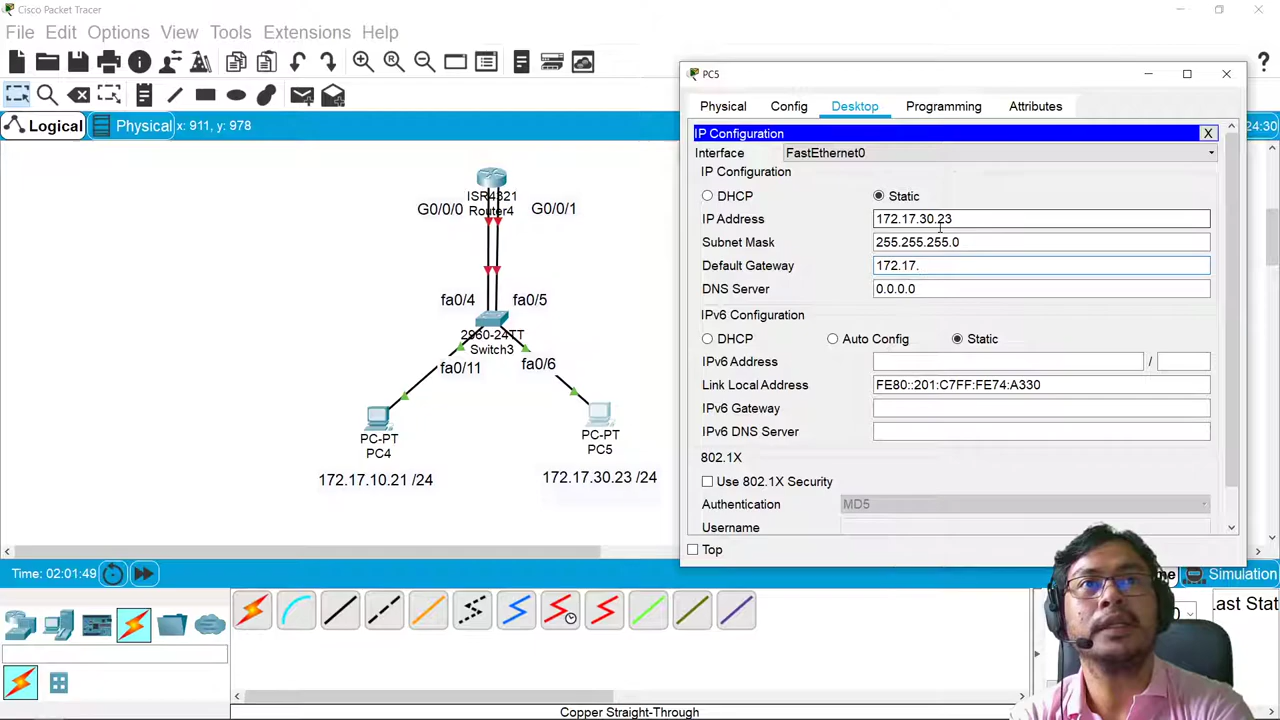 Cisco Packet Tracer
File Edit Options View Tools Extensions Help
Logical
Physical x: 911, y: 978
24:30
ISR4321
Router4
G0/0/0
G0/0/1
fa0/4
fa0/5
2960-24TT
Switch3
fa0/11
fa0/6
PC-PT
PC4
PC-PT
PC5
172.17.10.21 /24
172.17.30.23 /24
PC5
Physical Config Desktop Programming Attributes
IP Configuration X
Interface FastEthernet0
IP Configuration
DHCP Static
IP Address 172.17.30.23
Subnet Mask 255.255.255.0
Default Gateway 172.17.
DNS Server 0.0.0.0
IPv6 Configuration
DHCP Auto Config Static
IPv6 Address /
Link Local Address FE80::201:C7FF:FE74:A330
IPv6 Gateway
IPv6 DNS Server
802.1X
Use 802.1X Security
Authentication MD5
Username
Top
Time: 02:01:49
Simulation
Last Stat
Copper Straight-Through